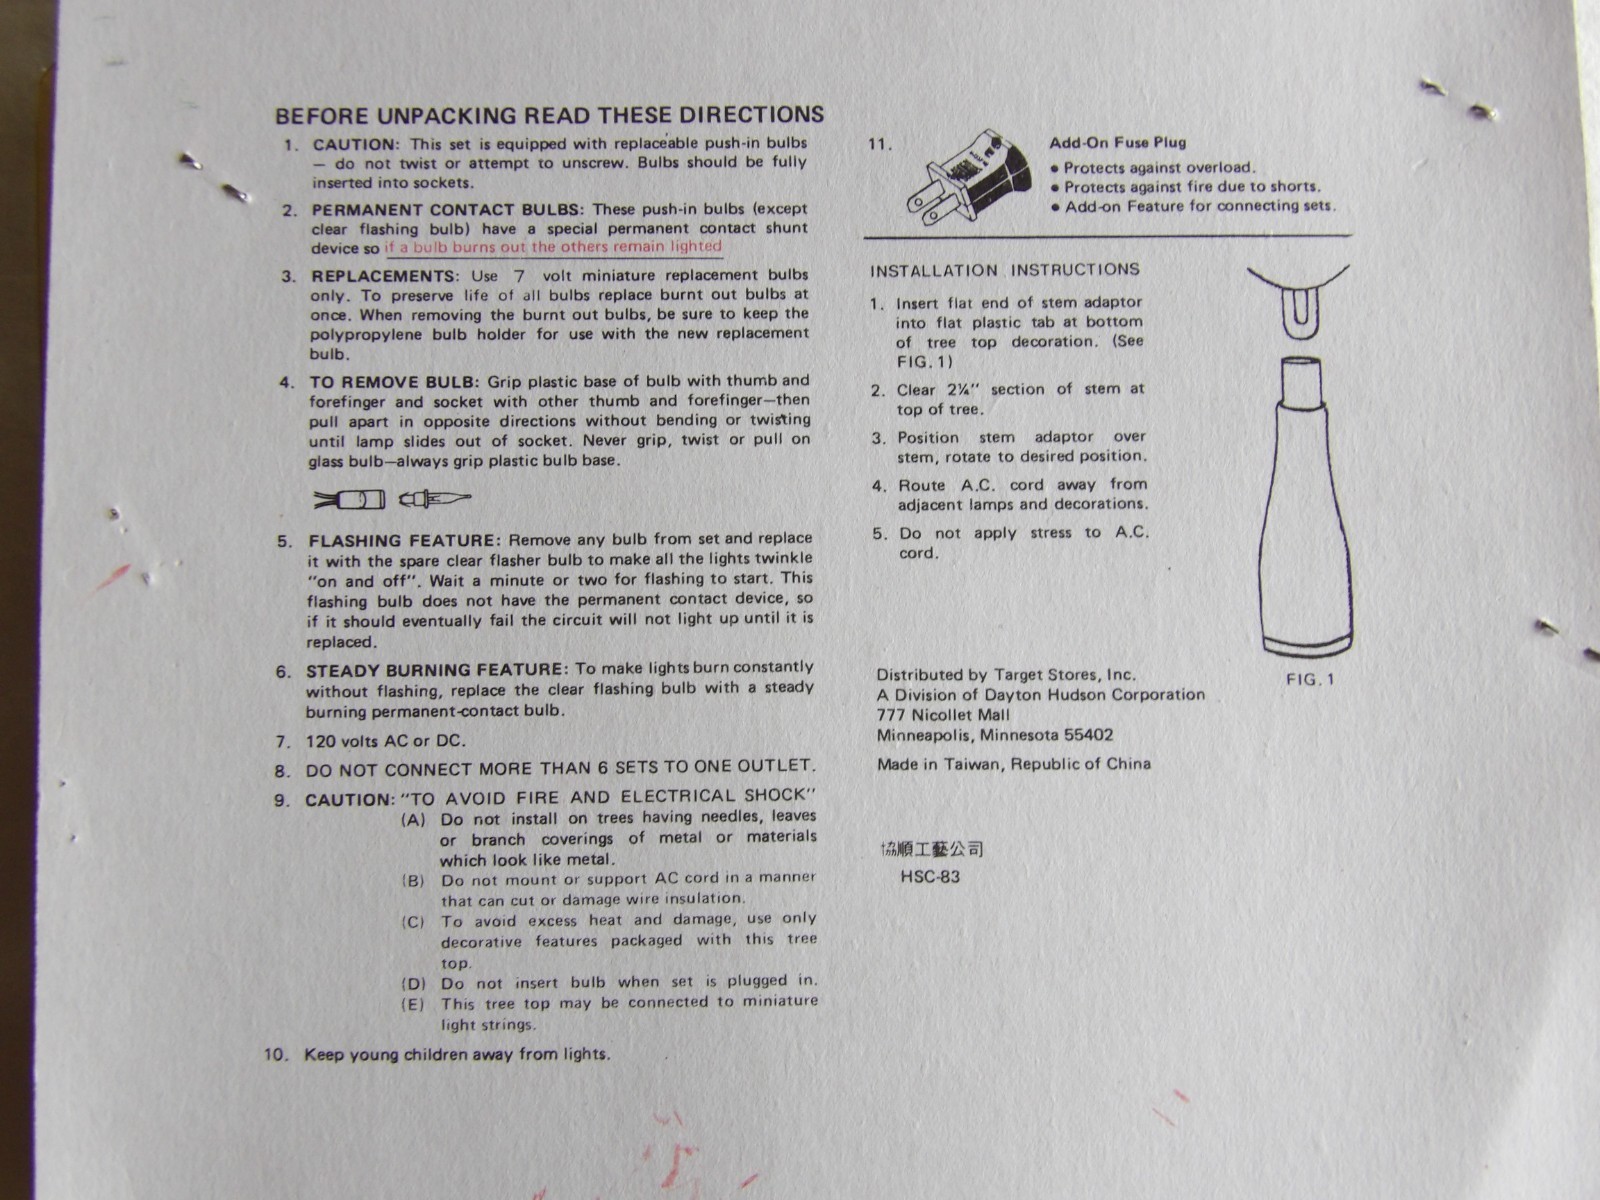 BEFORE UNPACKING READ THESE DIRECTIONS
1. CAUTION: This set is equipped with replaceable push-in bulbs
— do not twist or attempt to unscrew. Bulbs should be fully
inserted into sockets.
2. PERMANENT CONTACT BULBS: These push-in bulbs (except
clear flashing bulb) have a special permanent contact shunt
device so if a bulb burns out the others remain lighted
3. REPLACEMENTS: Use 7 volt miniature replacement bulbs
only. To preserve life of all bulbs replace burnt out bulbs at
once. When removing the burnt out bulbs, be sure to keep the
polypropylene bulb holder for use with the new replacement
bulb.
4. TO REMOVE BULB: Grip plastic base of bulb with thumb and
forefinger and socket with other thumb and forefinger—then
pull apart in opposite directions without bending or twisting
until lamp slides out of socket. Never grip, twist or pull on
glass bulb—always grip plastic bulb base.
5. FLASHING FEATURE: Remove any bulb from set and replace
it with the spare clear flasher bulb to make all the lights twinkle
"on and off". Wait a minute or two for flashing to start. This
flashing bulb does not have the permanent contact device, so
if it should eventually fail the circuit will not light up until it is
replaced.
6. STEADY BURNING FEATURE: To make lights burn constantly
without flashing, replace the clear flashing bulb with a steady
burning permanent-contact bulb.
7. 120 volts AC or DC.
8. DO NOT CONNECT MORE THAN 6 SETS TO ONE OUTLET.
9. CAUTION: "TO AVOID FIRE AND ELECTRICAL SHOCK"
(A) Do not install on trees having needles, leaves
or branch coverings of metal or materials
which look like metal.
(B) Do not mount or support AC cord in a manner
that can cut or damage wire insulation.
(C) To avoid excess heat and damage, use only
decorative features packaged with this tree
top.
(D) Do not insert bulb when set is plugged in.
(E) This tree top may be connected to miniature
light strings.
10. Keep young children away from lights.
11. Add-On Fuse Plug
• Protects against overload.
• Protects against fire due to shorts.
• Add-on Feature for connecting sets.
INSTALLATION INSTRUCTIONS
1. Insert flat end of stem adaptor
into flat plastic tab at bottom
of tree top decoration. (See
FIG. 1)
2. Clear 2¼" section of stem at
top of tree.
3. Position stem adaptor over
stem, rotate to desired position.
4. Route A.C. cord away from
adjacent lamps and decorations.
5. Do not apply stress to A.C.
cord.
FIG. 1
Distributed by Target Stores, Inc.
A Division of Dayton Hudson Corporation
777 Nicollet Mall
Minneapolis, Minnesota 55402
Made in Taiwan, Republic of China
協順工藝公司
HSC-83